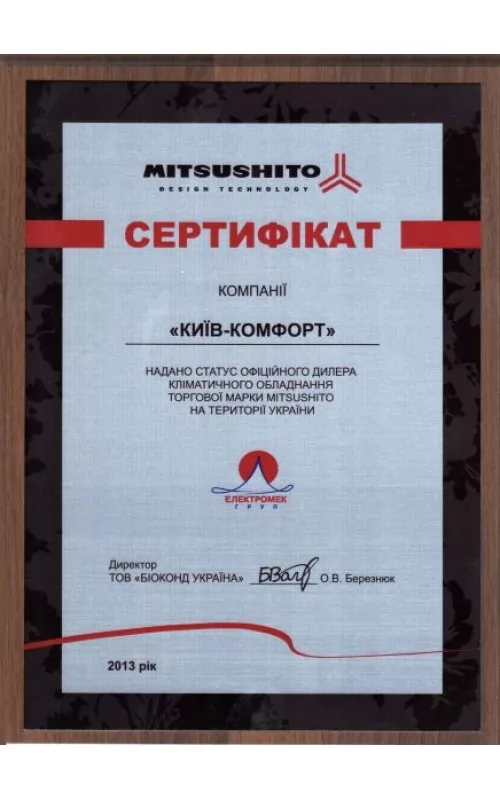 MITSUSHITO
DESIGN TECHNOLOGY
СЕРТИФІКАТ
КОМПАНІЇ
«КИЇВ-КОМФОРТ»
НАДАНО СТАТУС ОФІЦІЙНОГО ДИЛЕРА
КЛІМАТИЧНОГО ОБЛАДНАННЯ
ТОРГОВОЇ МАРКИ MITSUSHITO
НА ТЕРИТОРІЇ УКРАЇНИ
ЕЛЕКТРОМЕК
ГРУП
Директор
ТОВ «БІОКОНД УКРАЇНА» О.В. Березнюк
2013 рік